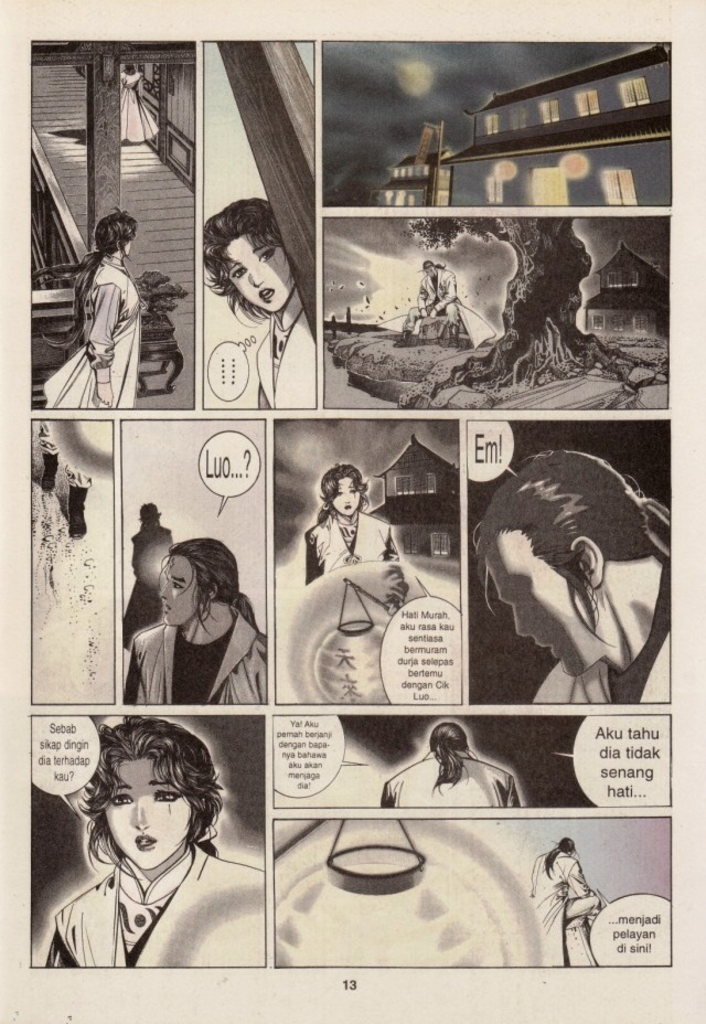 Luo...?
Hati Murah,
aku rasa kau
sentiasa
bermuram
durja selepas
bertemu
dengan Cik
Luo...
Em!
Sebab
sikap dingin
dia terhadap
kau?
Ya! Aku
pernah berjanji
dengan bapa-
nya bahawa
aku akan
menjaga
dia!
Aku tahu
dia tidak
senang
hati...
...menjadi
pelayan
di sini!
13